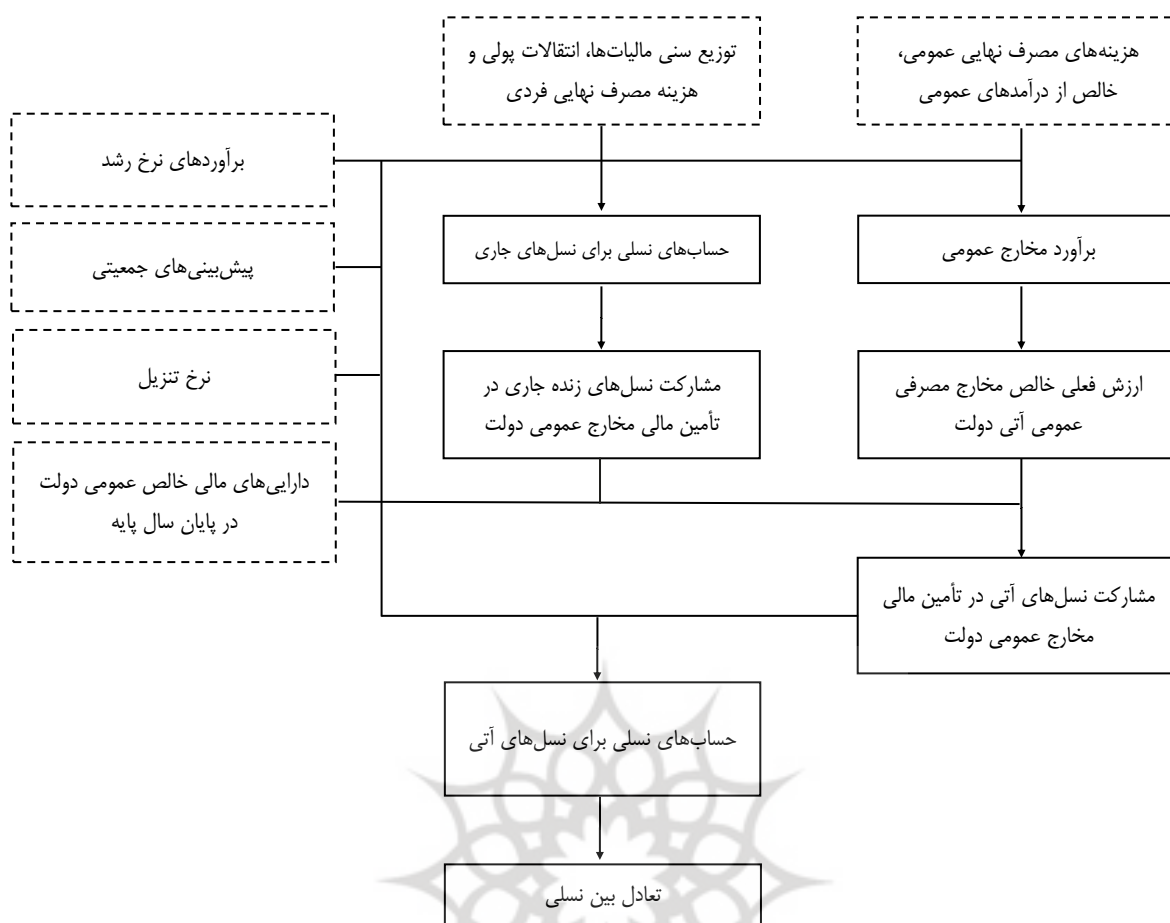 هزینه‌های مصرف نهایی عمومی،
خالص از درآمدهای عمومی
توزیع سنی مالیات‌ها، انتقالات پولی و
هزینه مصرف نهایی فردی
برآوردهای نرخ رشد
برآورد مخارج عمومی
حساب‌های نسلی برای نسل‌های جاری
پیش‌بینی‌های جمعیتی
ارزش فعلی خالص مخارج مصرفی
عمومی آتی دولت
مشارکت نسل‌های زنده جاری در
تأمین مالی مخارج عمومی دولت
نرخ تنزیل
دارایی‌های مالی خالص عمومی دولت
در پایان سال پایه
مشارکت نسل‌های آتی در تأمین مالی
مخارج عمومی دولت
حساب‌های نسلی برای نسل‌های آتی
تعادل بین نسلی